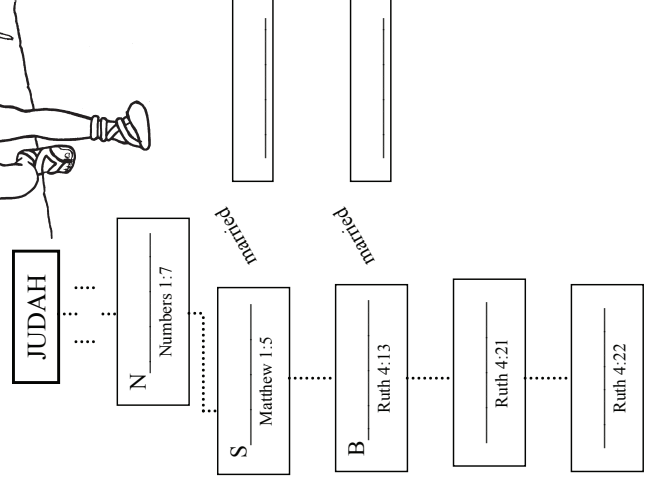 JUDAH
N
Numbers 1:7
married
S
Matthew 1:5
married
B
Ruth 4:13
Ruth 4:21
Ruth 4:22